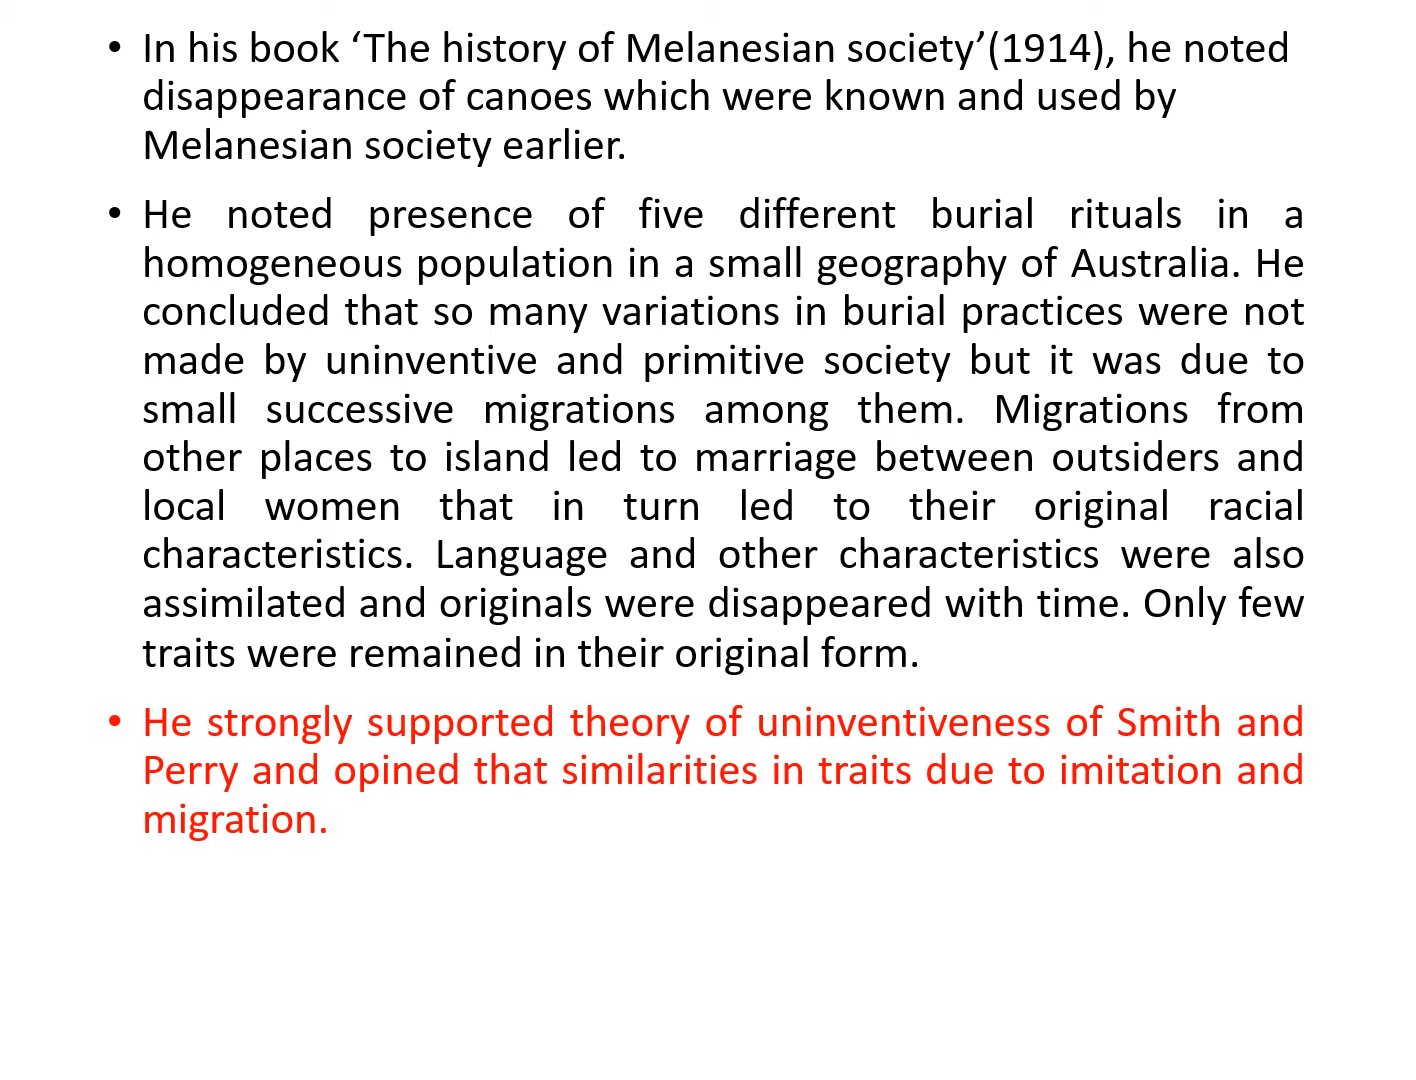 • In his book ‘The history of Melanesian society’(1914), he noted
disappearance of canoes which were known and used by
Melanesian society earlier.
• He noted presence of five different burial rituals in a
homogeneous population in a small geography of Australia. He
concluded that so many variations in burial practices were not
made by uninventive and primitive society but it was due to
small successive migrations among them. Migrations from
other places to island led to marriage between outsiders and
local women that in turn led to their original racial
characteristics. Language and other characteristics were also
assimilated and originals were disappeared with time. Only few
traits were remained in their original form.
• He strongly supported theory of uninventiveness of Smith and
Perry and opined that similarities in traits due to imitation and
migration.